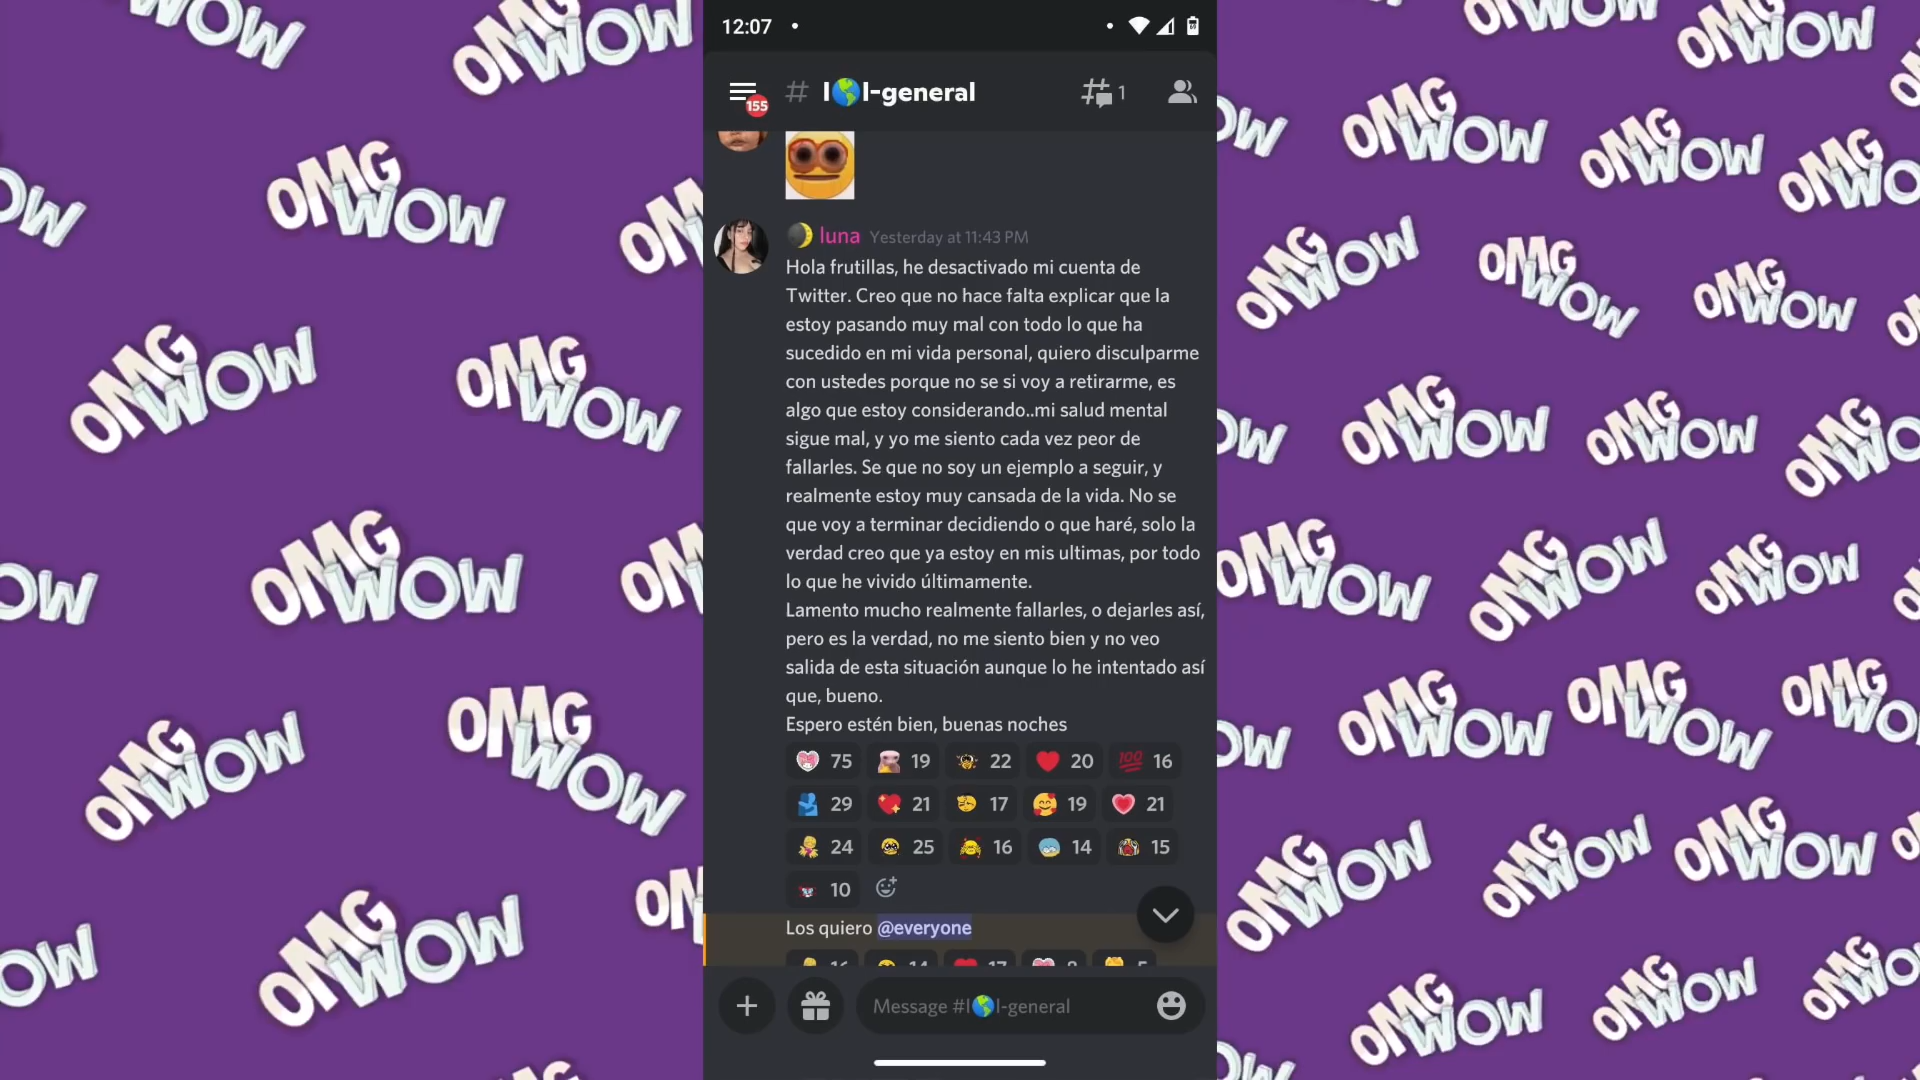 12:07
155
# l🌎l-general
1
luna Yesterday at 11:43 PM
Hola frutillas, he desactivado mi cuenta de
Twitter. Creo que no hace falta explicar que la
estoy pasando muy mal con todo lo que ha
sucedido en mi vida personal, quiero disculparme
con ustedes porque no se si voy a retirarme, es
algo que estoy considerando..mi salud mental
sigue mal, y yo me siento cada vez peor de
fallarles. Se que no soy un ejemplo a seguir, y
realmente estoy muy cansada de la vida. No se
que voy a terminar decidiendo o que haré, solo la
verdad creo que ya estoy en mis ultimas, por todo
lo que he vivido últimamente.
Lamento mucho realmente fallarles, o dejarles así,
pero es la verdad, no me siento bien y no veo
salida de esta situación aunque lo he intentado así
que, bueno.
Espero estén bien, buenas noches
75 19 22 20 100 16
29 21 17 19 21
24 25 16 14 15
10
Los quiero @everyone
Message #l🌎l-general
OMG WOW